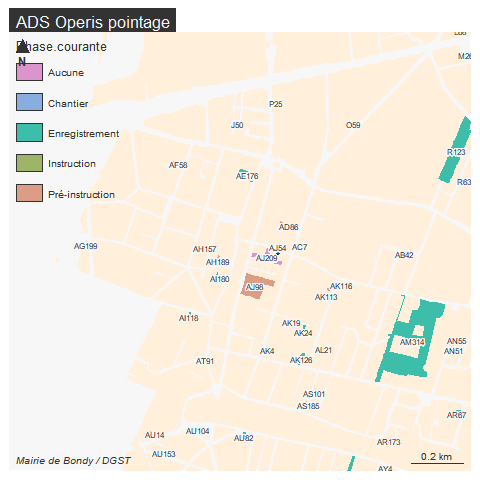 ADS Operis pointage
Phase.courante
N
Aucune
Chantier
Enregistrement
Instruction
Pré-instruction
M26
P25
J50
O59
R123
AF58
AE176
R63
AD86
AG199
AH157
AJ54
AC7
AH189
AJ209
AB42
AI180
AJ98
AK116
AK113
AI118
AK19
AK24
AM314
AN55
AK4
AL21
AN51
AT91
AK126
AS101
AS185
AR67
AU14
AU104
AU82
AR173
AU153
AY4
Mairie de Bondy / DGST
0.2 km